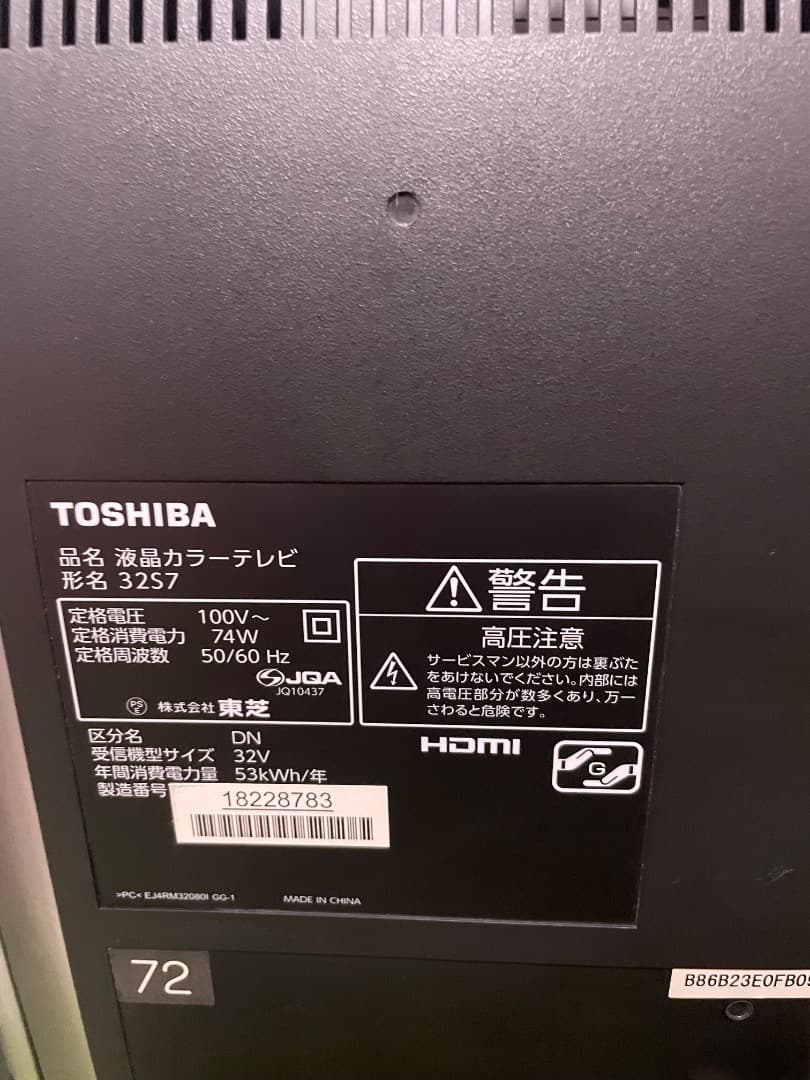 TOSHIBA
品名 液晶カラーテレビ
形名 32S7
定格電圧 100V～
定格消費電力 74W
定格周波数 50/60 Hz
JQA
JQ10437
PS
E
株式会社 東芝
警告
高圧注意
サービスマン以外の方は裏ぶた
をあけないでください。内部には
高電圧部分が数多くあり、万一
さわると危険です。
区分名 DN
受信機型サイズ 32V
年間消費電力量 53kWh/年
製造番号
18228783
HDMI
G
>PC< EJ4RM32080I GG-1
MADE IN CHINA
72
B86B23E0FB09